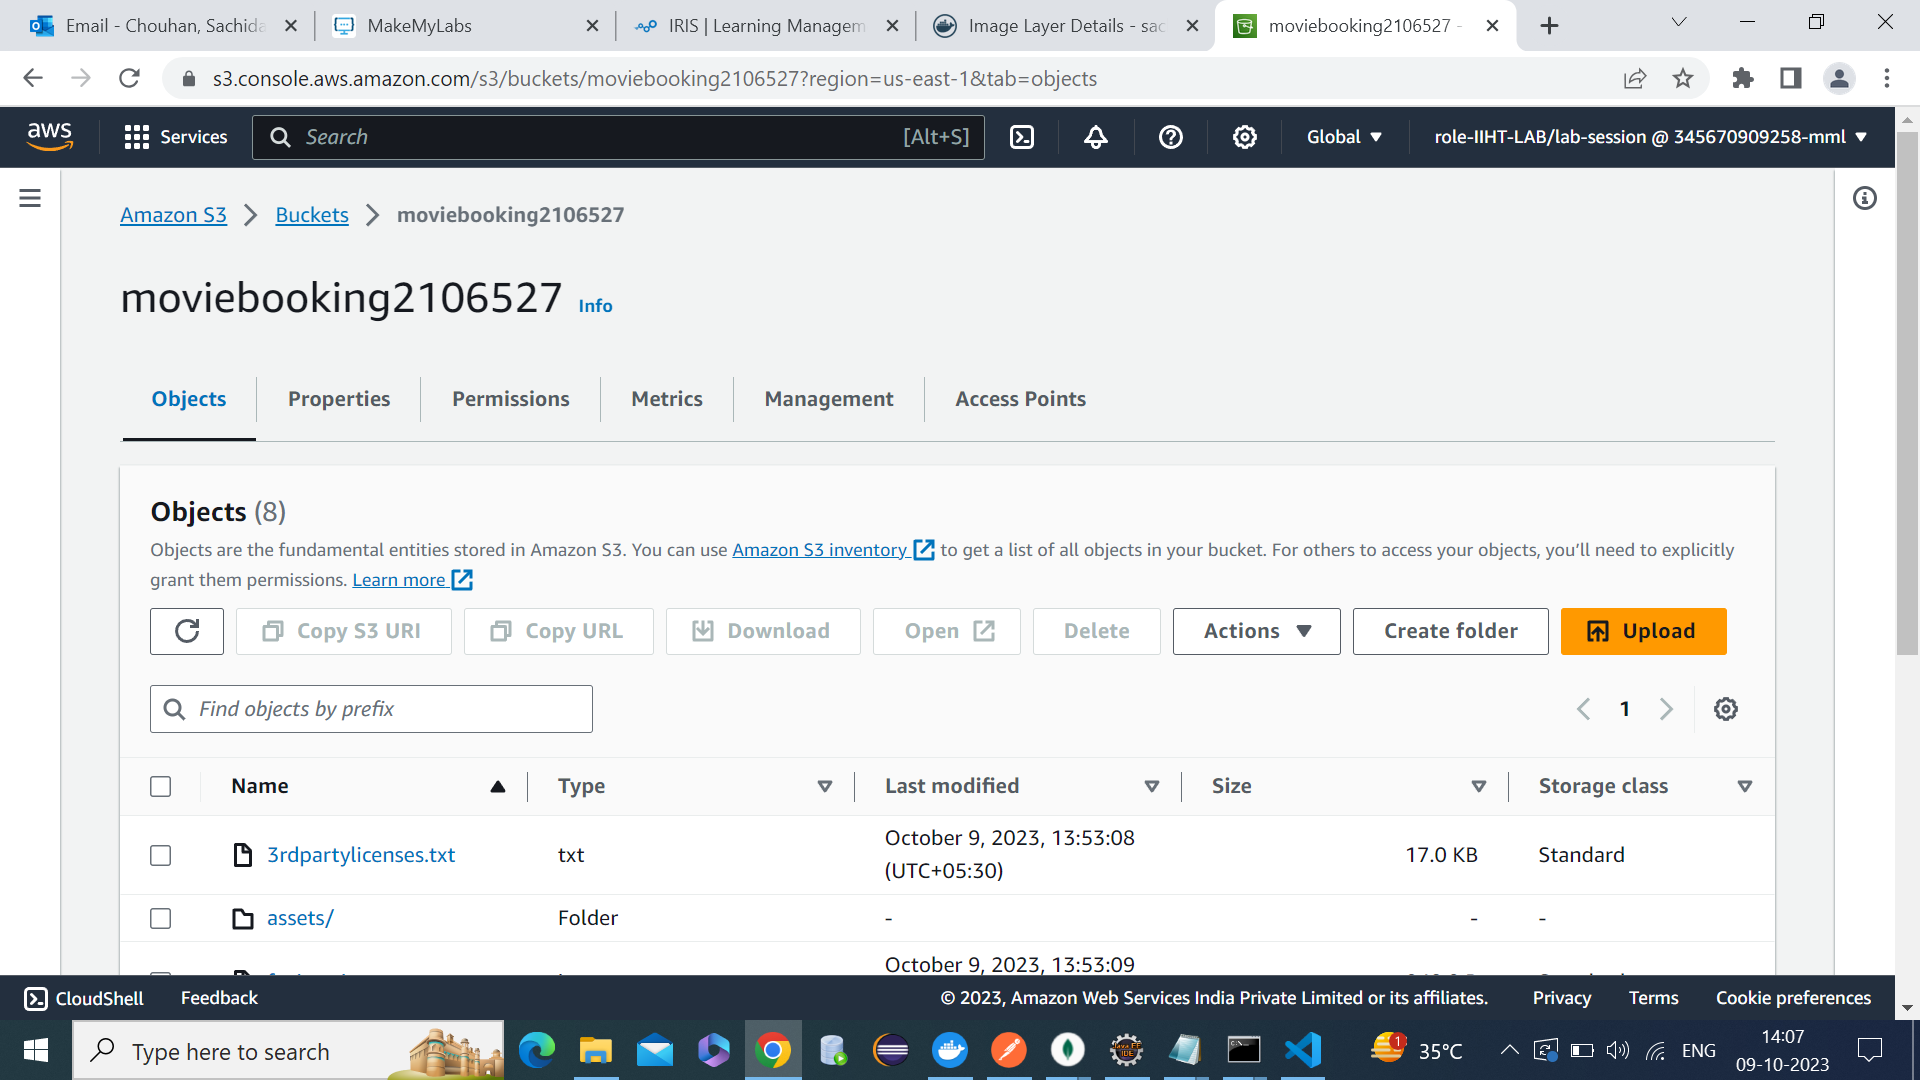 Email - Chouhan, Sachida
MakeMyLabs
IRIS | Learning Managem
Image Layer Details - sac
moviebooking2106527 -
s3.console.aws.amazon.com/s3/buckets/moviebooking2106527?region=us-east-1&tab=objects
aws
Services
Search
[Alt+S]
Global
role-IIHT-LAB/lab-session @ 345670909258-mml
Amazon S3
Buckets
moviebooking2106527
moviebooking2106527 Info
Objects
Properties
Permissions
Metrics
Management
Access Points
Objects (8)
Objects are the fundamental entities stored in Amazon S3. You can use Amazon S3 inventory to get a list of all objects in your bucket. For others to access your objects, you’ll need to explicitly
grant them permissions. Learn more
Copy S3 URI
Copy URL
Download
Open
Delete
Actions
Create folder
Upload
Find objects by prefix
1
Name
Type
Last modified
Size
Storage class
3rdpartylicenses.txt
txt
October 9, 2023, 13:53:08
(UTC+05:30)
17.0 KB
Standard
assets/
Folder
-
-
-
October 9, 2023, 13:53:09
CloudShell
Feedback
© 2023, Amazon Web Services India Private Limited or its affiliates.
Privacy
Terms
Cookie preferences
Type here to search
1
35°C
ENG
14:07
09-10-2023